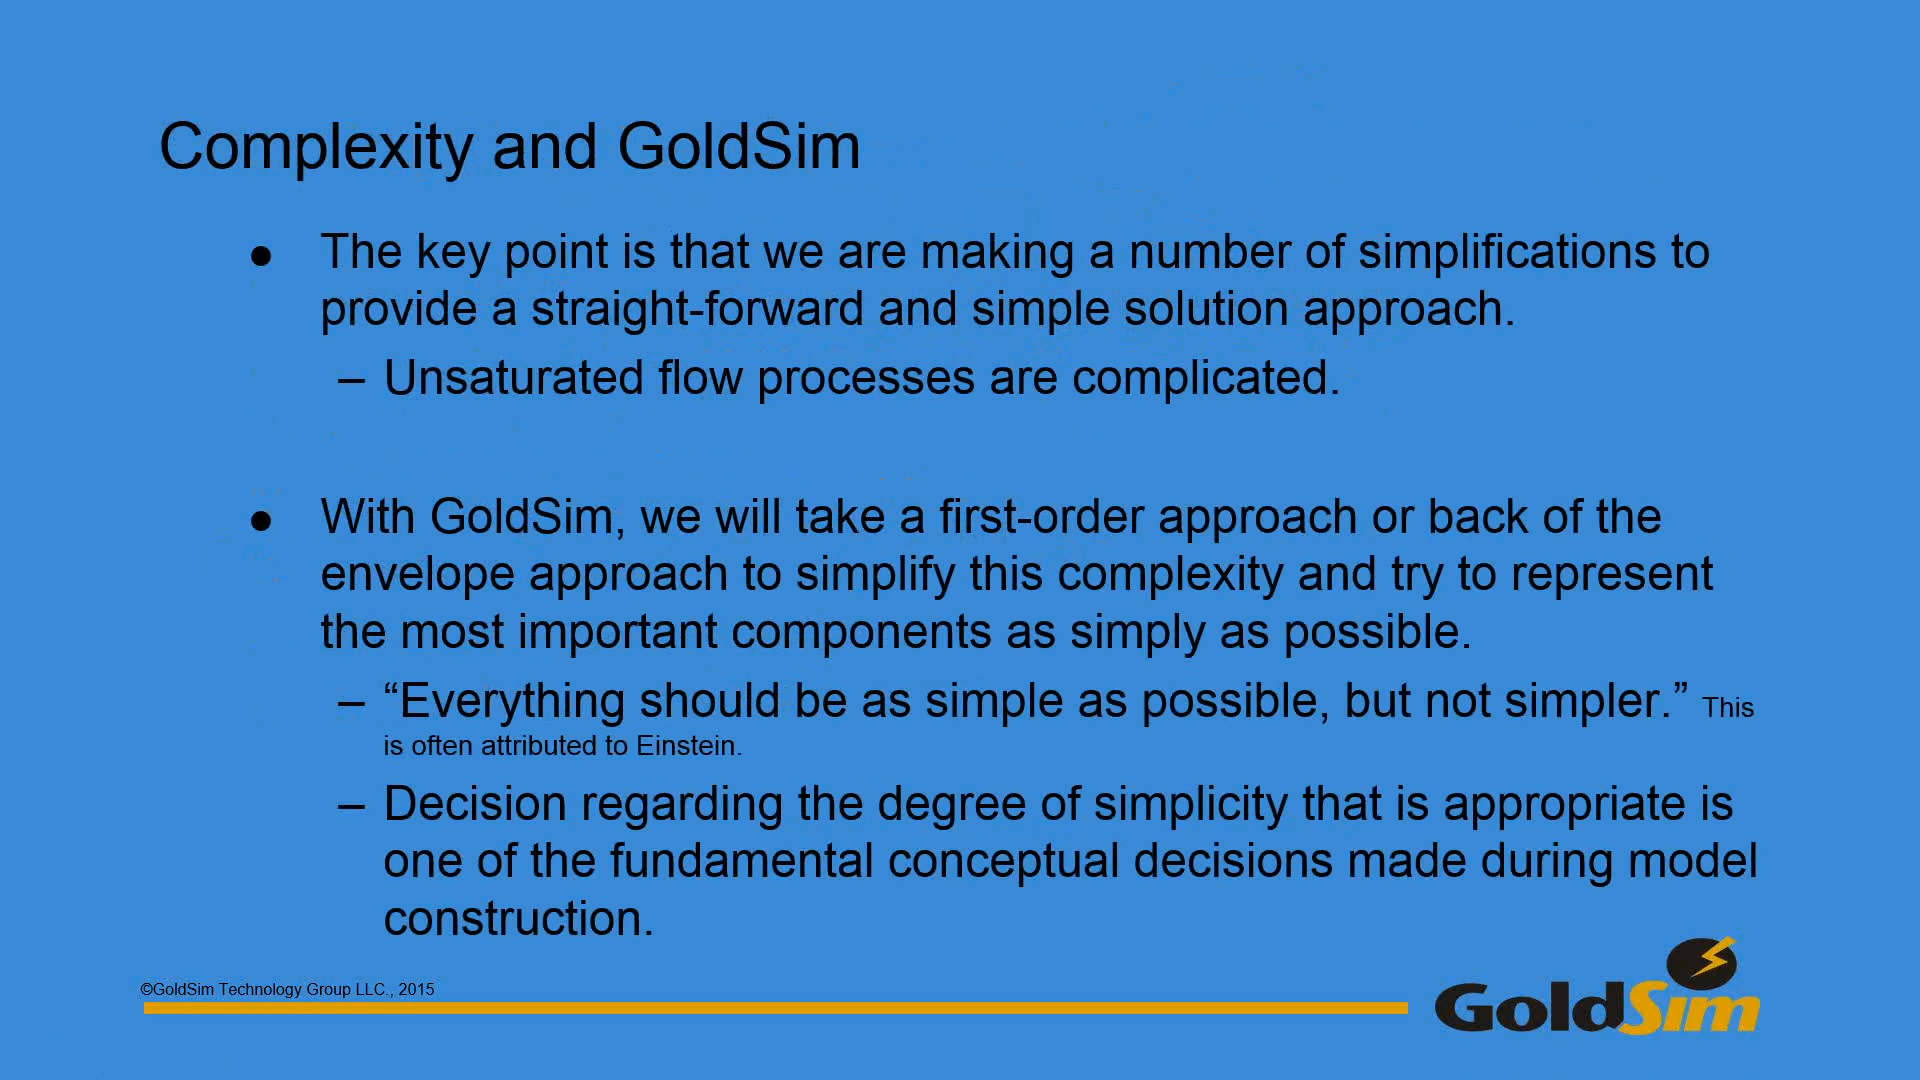 Complexity and GoldSim
● The key point is that we are making a number of simplifications to
provide a straight-forward and simple solution approach.
– Unsaturated flow processes are complicated.
● With GoldSim, we will take a first-order approach or back of the
envelope approach to simplify this complexity and try to represent
the most important components as simply as possible.
– “Everything should be as simple as possible, but not simpler.” This
is often attributed to Einstein.
– Decision regarding the degree of simplicity that is appropriate is
one of the fundamental conceptual decisions made during model
construction.
©GoldSim Technology Group LLC., 2015
GoldSim